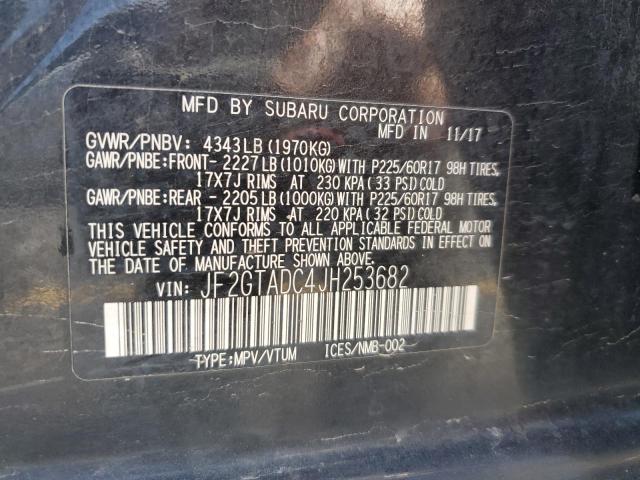 MFD BY SUBARU CORPORATION
MFD IN 11/17
GVWR/PNBV: 4343LB (1970KG)
GAWR/PNBE:FRONT- 2227 LB (1010KG) WITH P225/60R17 98H TIRES,
17X7J RIMS AT 230 KPA ( 33 PSI) COLD
GAWR/PNBE: REAR - 2205 LB (1000KG) WITH P225/60R17 98H TIRES,
17X7J RIMS AT 220 KPA ( 32 PSI) COLD
THIS VEHICLE CONFORMS TO ALL APPLICABLE FEDERAL MOTOR
VEHICLE SAFETY AND THEFT PREVENTION STANDARDS IN EFFECT ON
THE DATE OF MANUFACTURE SHOWN ABOVE.
VIN: JF2GTADC4JH253682
TYPE:MPV/VTUM ICES/NMB-002